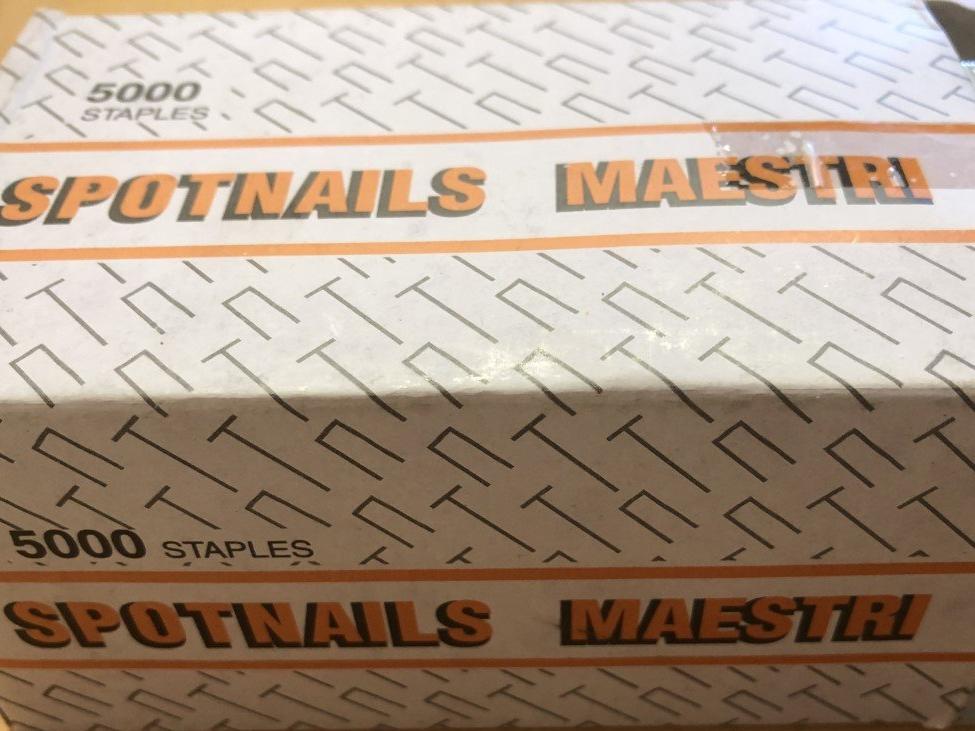 5000
STAPLES
SPOTNAILS MAESTRI
5000 STAPLES
SPOTNAILS MAESTRI